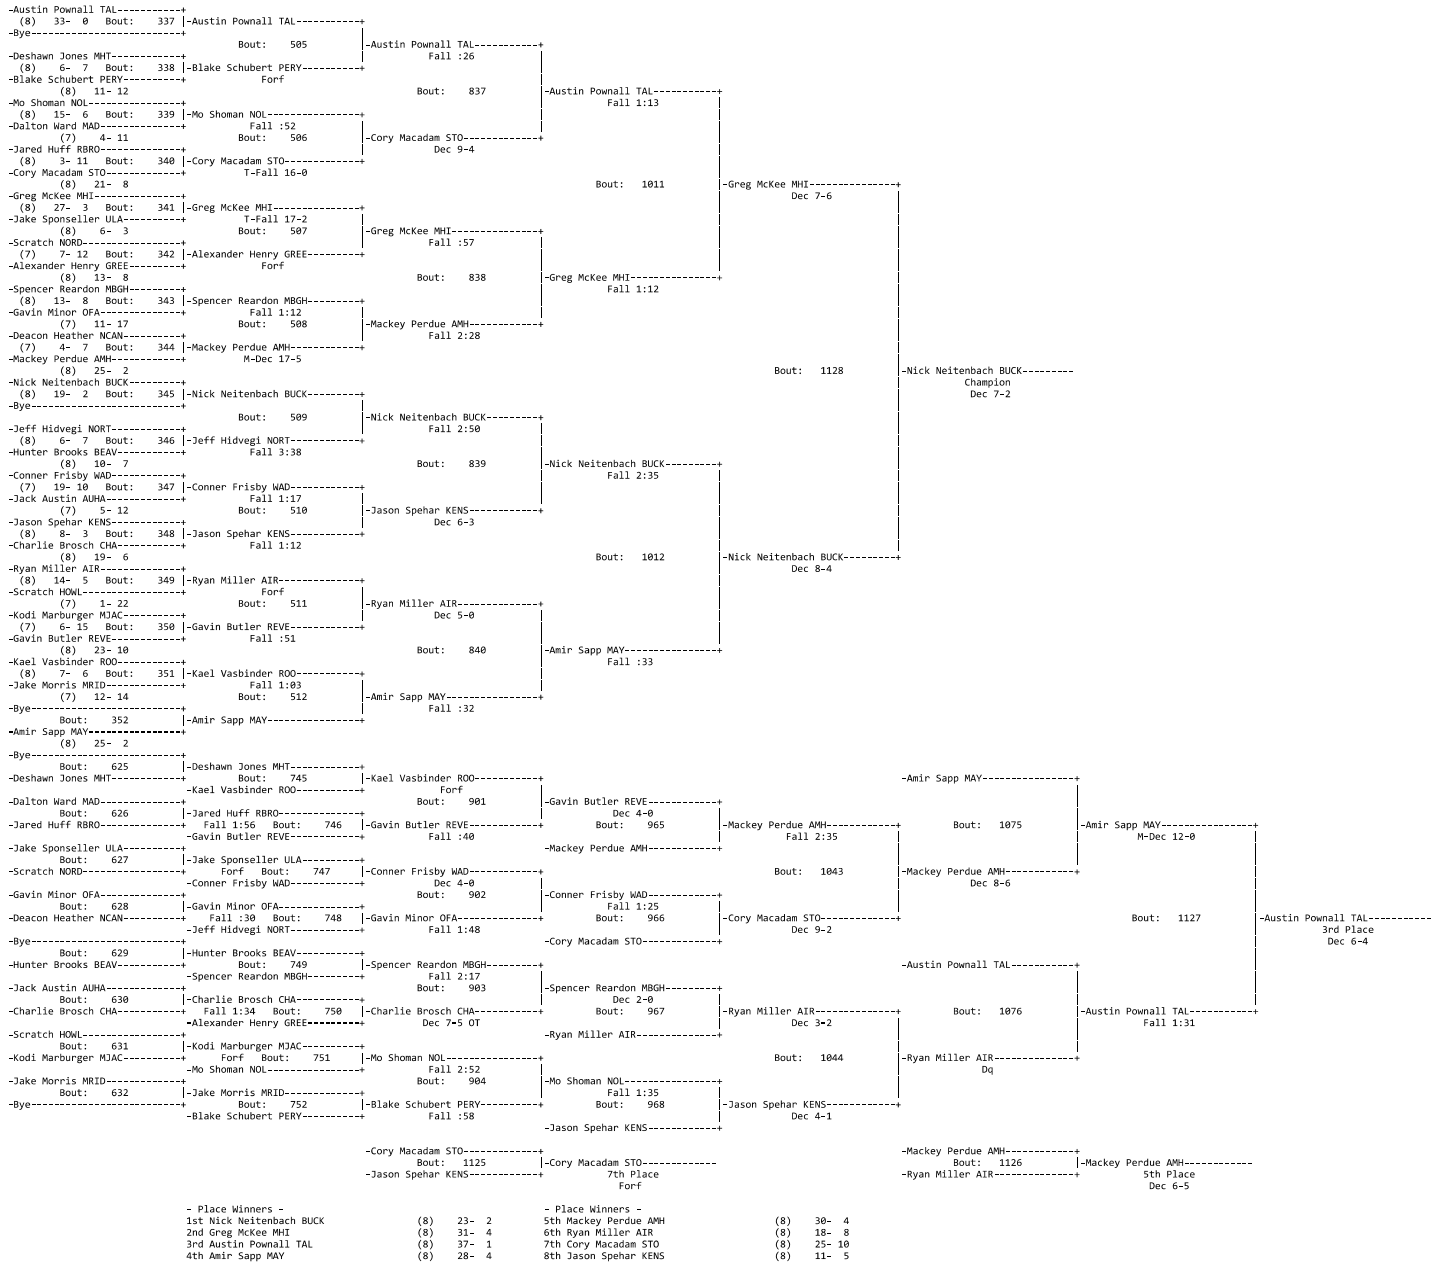 -Austin Pownall TAL-----------+
(8) 33- 0 Bout: 337 |-Austin Pownall TAL-----------+
-Bye--------------------------+ |
Bout: 505 |-Austin Pownall TAL-----------+
-Deshawn Jones MHT------------+ | Fall :26 |
(8) 6- 7 Bout: 338 |-Blake Schubert PERY----------+ |
-Blake Schubert PERY----------+ Forf |
(8) 11- 12 Bout: 837 |-Austin Pownall TAL-----------+
-Mo Shoman NOL----------------+ | Fall 1:13 |
(8) 15- 6 Bout: 339 |-Mo Shoman NOL----------------+ | |
-Dalton Ward MAD--------------+ Fall :52 | | |
(7) 4- 11 Bout: 506 |-Cory Macadam STO-------------+ |
-Jared Huff RBRO--------------+ | Dec 9-4 |
(8) 3- 11 Bout: 340 |-Cory Macadam STO-------------+ |
-Cory Macadam STO-------------+ T-Fall 16-0 |
(8) 21- 8 Bout: 1011 |-Greg McKee MHI---------------+
-Greg McKee MHI---------------+ | Dec 7-6 |
(8) 27- 3 Bout: 341 |-Greg McKee MHI---------------+ | |
-Jake Sponseller ULA----------+ T-Fall 17-2 | | |
(8) 6- 3 Bout: 507 |-Greg McKee MHI---------------+ | |
-Scratch NORD-----------------+ | Fall :57 | | |
(7) 7- 12 Bout: 342 |-Alexander Henry GREE---------+ | | |
-Alexander Henry GREE---------+ Forf | | |
(8) 13- 8 Bout: 838 |-Greg McKee MHI---------------+ |
-Spencer Reardon MBGH---------+ | Fall 1:12 |
(8) 13- 8 Bout: 343 |-Spencer Reardon MBGH---------+ | |
-Gavin Minor OFA--------------+ Fall 1:12 | | |
(7) 11- 17 Bout: 508 |-Mackey Perdue AMH------------+ |
-Deacon Heather NCAN----------+ | Fall 2:28 |
(7) 4- 7 Bout: 344 |-Mackey Perdue AMH------------+ |
-Mackey Perdue AMH------------+ M-Dec 17-5 |
(8) 25- 2 Bout: 1128 |-Nick Neitenbach BUCK---------
-Nick Neitenbach BUCK---------+ | Champion
(8) 19- 2 Bout: 345 |-Nick Neitenbach BUCK---------+ | Dec 7-2
-Bye--------------------------+ | |
Bout: 509 |-Nick Neitenbach BUCK---------+ |
-Jeff Hidvegi NORT------------+ | Fall 2:50 | |
(8) 6- 7 Bout: 346 |-Jeff Hidvegi NORT------------+ | |
-Hunter Brooks BEAV-----------+ Fall 3:38 | |
(8) 10- 7 Bout: 839 |-Nick Neitenbach BUCK---------+ |
-Conner Frisby WAD------------+ | Fall 2:35 | |
(7) 19- 10 Bout: 347 |-Conner Frisby WAD------------+ | | |
-Jack Austin AUHA-------------+ Fall 1:17 | | | |
(7) 5- 12 Bout: 510 |-Jason Spehar KENS------------+ | |
-Jason Spehar KENS------------+ | Dec 6-3 | |
(8) 8- 3 Bout: 348 |-Jason Spehar KENS------------+ | |
-Charlie Brosch CHA-----------+ Fall 1:12 | |
(8) 19- 6 Bout: 1012 |-Nick Neitenbach BUCK---------+
-Ryan Miller AIR--------------+ | Dec 8-4
(8) 14- 5 Bout: 349 |-Ryan Miller AIR--------------+ |
-Scratch HOWL-----------------+ Forf | |
(7) 1- 22 Bout: 511 |-Ryan Miller AIR--------------+ |
-Kodi Marburger MJAC----------+ | Dec 5-0 | |
(7) 6- 15 Bout: 350 |-Gavin Butler REVE------------+ | |
-Gavin Butler REVE------------+ Fall :51 | |
(8) 23- 10 Bout: 840 |-Amir Sapp MAY----------------+
-Kael Vasbinder ROO-----------+ | Fall :33
(8) 7- 6 Bout: 351 |-Kael Vasbinder ROO-----------+ |
-Jake Morris MRID-------------+ Fall 1:03 | |
(7) 12- 14 Bout: 512 |-Amir Sapp MAY----------------+
-Bye--------------------------+ | Fall :32
Bout: 352 |-Amir Sapp MAY----------------+
-Amir Sapp MAY----------------+
(8) 25- 2
-Bye--------------------------+
Bout: 625 |-Deshawn Jones MHT------------+
-Deshawn Jones MHT------------+ Bout: 745 |-Kael Vasbinder ROO-----------+ -Amir Sapp MAY----------------+
-Kael Vasbinder ROO-----------+ Forf |
-Dalton Ward MAD--------------+ Bout: 901 |-Gavin Butler REVE------------+ |
Bout: 626 |-Jared Huff RBRO--------------+ | Dec 4-0 |
-Jared Huff RBRO--------------+ Fall 1:56 Bout: 746 |-Gavin Butler REVE------------+ Bout: 965 |-Mackey Perdue AMH------------+ Bout: 1075 |-Amir Sapp MAY----------------+
-Gavin Butler REVE------------+ Fall :40 | Fall 2:35 | | M-Dec 12-0 |
-Jake Sponseller ULA----------+ -Mackey Perdue AMH------------+ | | |
Bout: 627 |-Jake Sponseller ULA----------+ | | |
-Scratch NORD-----------------+ Forf Bout: 747 |-Conner Frisby WAD------------+ Bout: 1043 |-Mackey Perdue AMH------------+ |
-Conner Frisby WAD------------+ Dec 4-0 | | Dec 8-6 |
-Gavin Minor OFA--------------+ Bout: 902 |-Conner Frisby WAD------------+ | |
Bout: 628 |-Gavin Minor OFA--------------+ | Fall 1:25 | | |
-Deacon Heather NCAN----------+ Fall :30 Bout: 748 |-Gavin Minor OFA--------------+ Bout: 966 |-Cory Macadam STO-------------+ Bout: 1127 |-Austin Pownall TAL-----------
-Jeff Hidvegi NORT------------+ Fall 1:48 | Dec 9-2 | 3rd Place
-Bye--------------------------+ -Cory Macadam STO-------------+ | Dec 6-4
Bout: 629 |-Hunter Brooks BEAV-----------+ |
-Hunter Brooks BEAV-----------+ Bout: 749 |-Spencer Reardon MBGH---------+ -Austin Pownall TAL-----------+ |
-Spencer Reardon MBGH---------+ Fall 2:17 | | |
-Jack Austin AUHA-------------+ Bout: 903 |-Spencer Reardon MBGH---------+ | |
Bout: 630 |-Charlie Brosch CHA-----------+ | Dec 2-0 | | |
-Charlie Brosch CHA-----------+ Fall 1:34 Bout: 750 |-Charlie Brosch CHA-----------+ Bout: 967 |-Ryan Miller AIR--------------+ Bout: 1076 |-Austin Pownall TAL-----------+
-Alexander Henry GREE---------+ Dec 7-5 OT | Dec 3-2 | | Fall 1:31
-Scratch HOWL-----------------+ -Ryan Miller AIR--------------+ | |
Bout: 631 |-Kodi Marburger MJAC----------+ | |
-Kodi Marburger MJAC----------+ Forf Bout: 751 |-Mo Shoman NOL----------------+ Bout: 1044 |-Ryan Miller AIR--------------+
-Mo Shoman NOL----------------+ Fall 2:52 | | Dq
-Jake Morris MRID-------------+ Bout: 904 |-Mo Shoman NOL----------------+ |
Bout: 632 |-Jake Morris MRID-------------+ | Fall 1:35 | |
-Bye--------------------------+ Bout: 752 |-Blake Schubert PERY----------+ Bout: 968 |-Jason Spehar KENS------------+
-Blake Schubert PERY----------+ Fall :58 | Dec 4-1
-Jason Spehar KENS------------+
-Cory Macadam STO-------------+ -Mackey Perdue AMH------------+
Bout: 1125 |-Cory Macadam STO------------- Bout: 1126 |-Mackey Perdue AMH------------
-Jason Spehar KENS------------+ 7th Place -Ryan Miller AIR--------------+ 5th Place
Forf Dec 6-5
- Place Winners - - Place Winners -
1st Nick Neitenbach BUCK (8) 23- 2 5th Mackey Perdue AMH (8) 30- 4
2nd Greg McKee MHI (8) 31- 4 6th Ryan Miller AIR (8) 18- 8
3rd Austin Pownall TAL (8) 37- 1 7th Cory Macadam STO (8) 25- 10
4th Amir Sapp MAY (8) 28- 4 8th Jason Spehar KENS (8) 11- 5